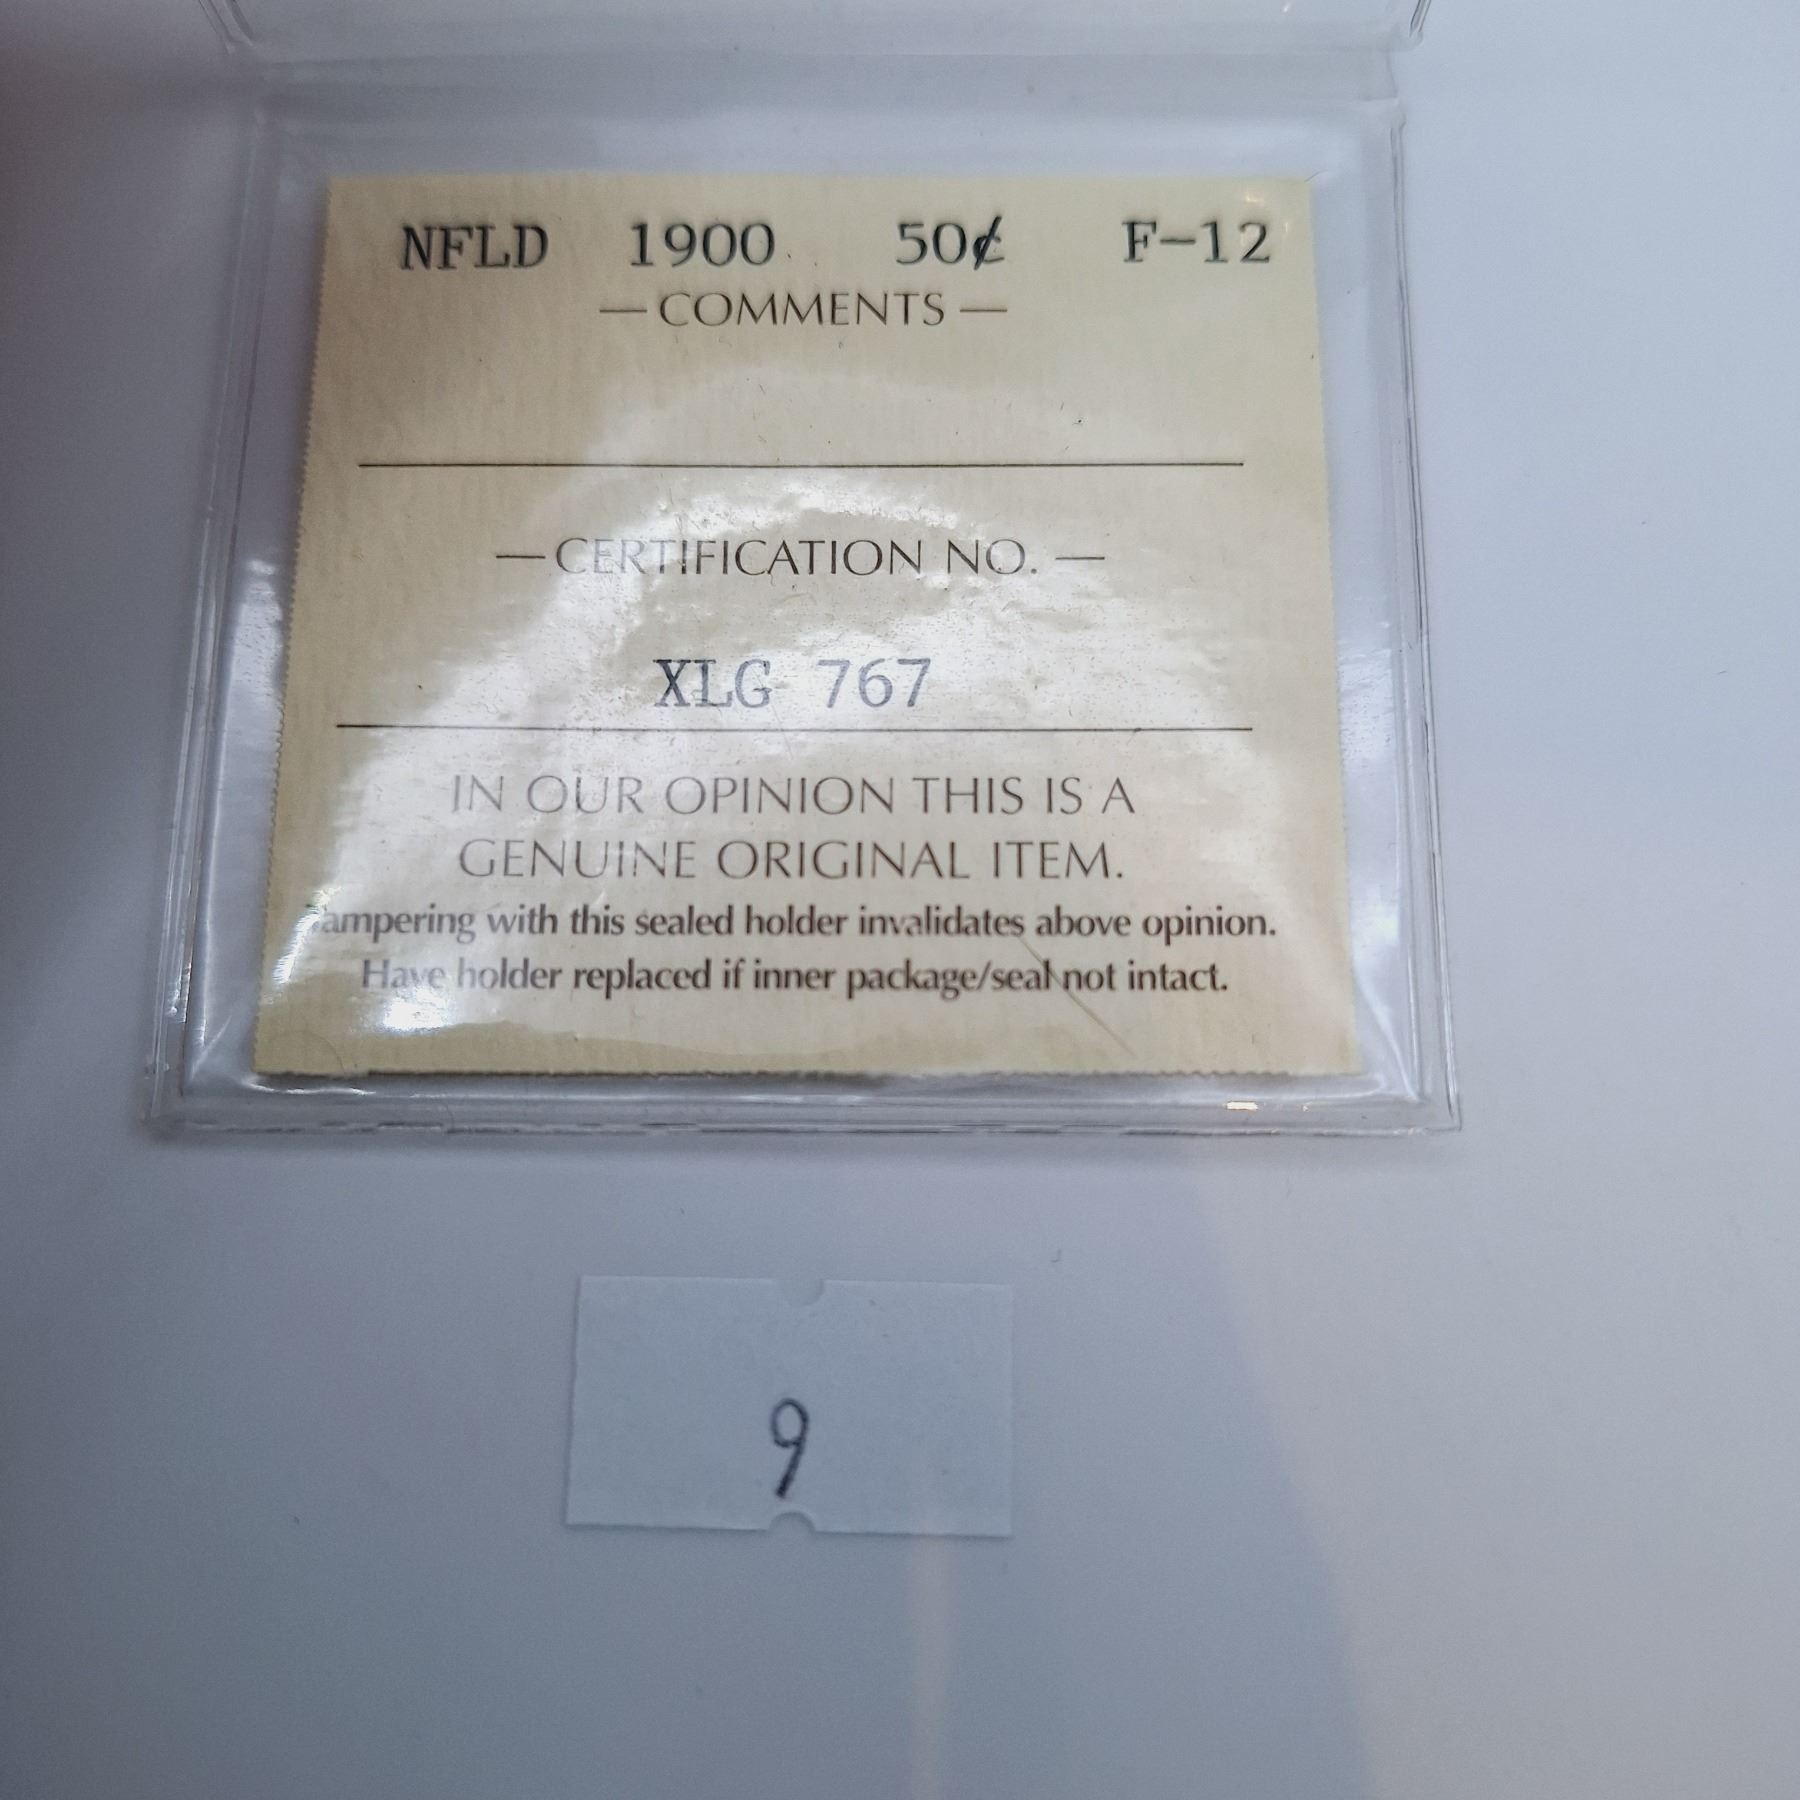 NFLD 1900 50¢ F-12
— COMMENTS —
— CERTIFICATION NO. —
XLG 767
IN OUR OPINION THIS IS A
GENUINE ORIGINAL ITEM.
Tampering with this sealed holder invalidates above opinion.
Have holder replaced if inner package/seal not intact.
9